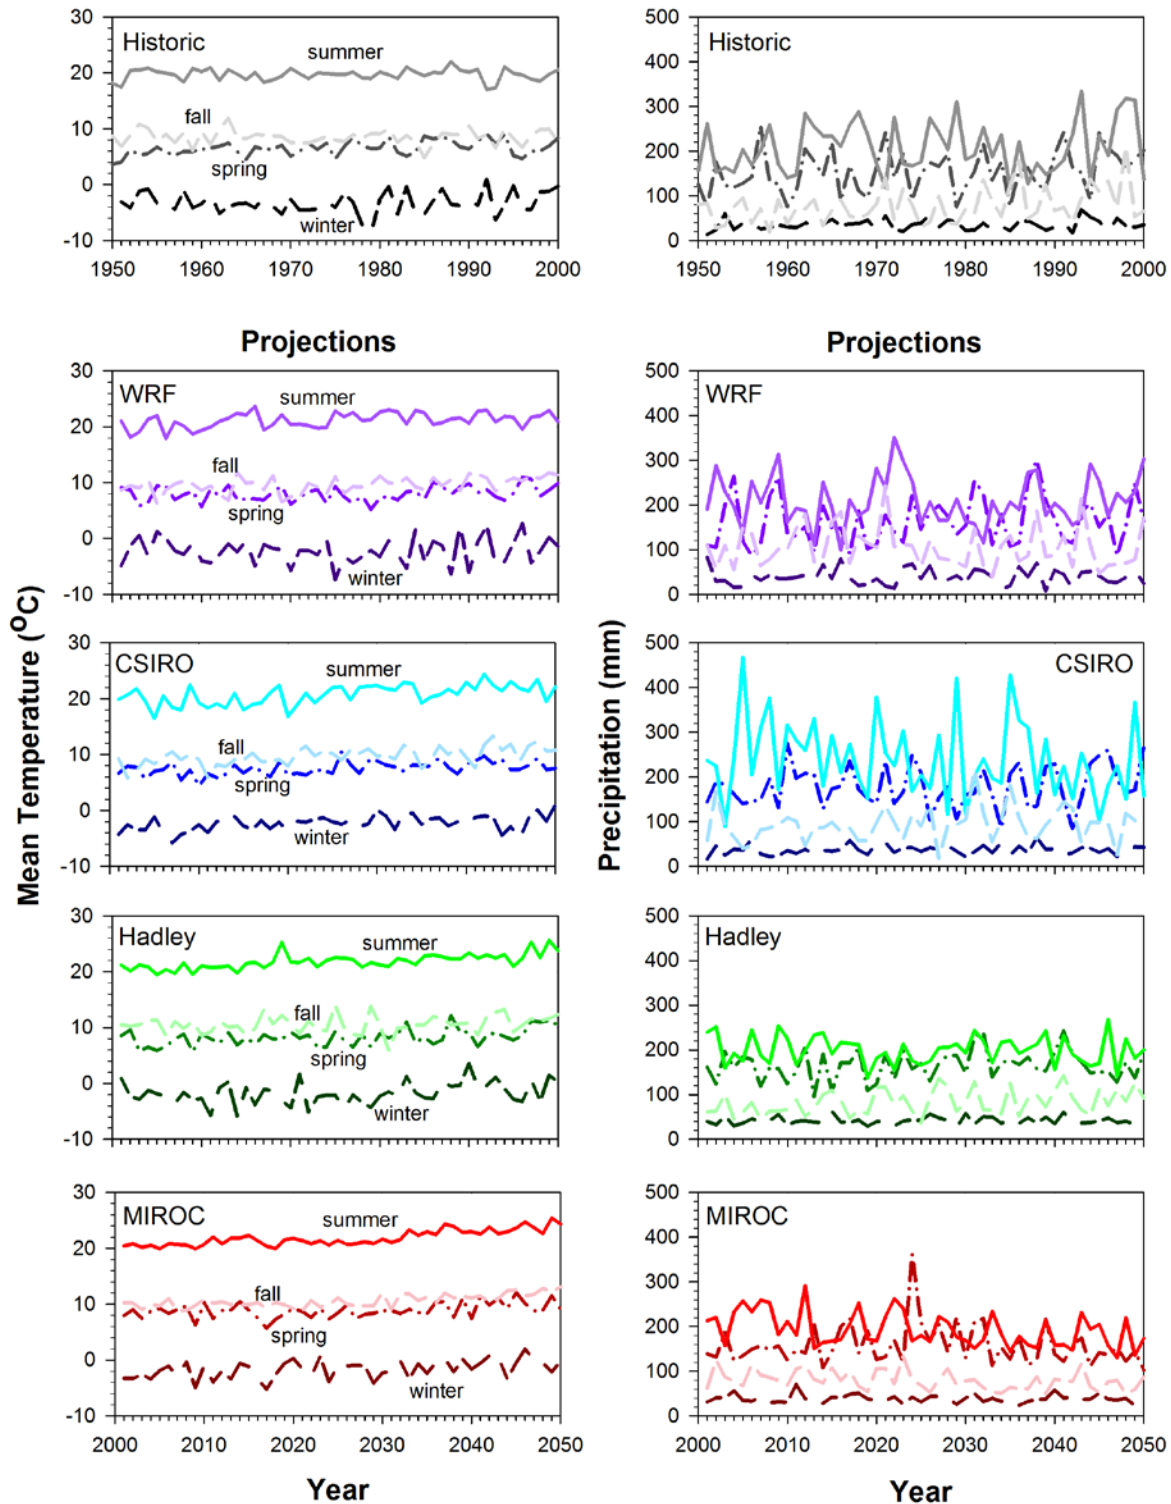 Historic
summer
fall
spring
winter
30
20
10
0
-10
1950 1960 1970 1980 1990 2000
Historic
500
400
300
200
100
0
1950 1960 1970 1980 1990 2000
Projections
WRF
summer
fall
spring
winter
30
20
10
0
-10
Projections
WRF
500
400
300
200
100
0
CSIRO
summer
fall
spring
winter
30
20
10
0
-10
CSIRO
500
400
300
200
100
0
Mean Temperature (°C)
Precipitation (mm)
Hadley
summer
fall
spring
winter
30
20
10
0
-10
Hadley
500
400
300
200
100
0
MIROC
summer
fall
spring
winter
30
20
10
0
-10
2000 2010 2020 2030 2040 2050
Year
MIROC
500
400
300
200
100
0
2000 2010 2020 2030 2040 2050
Year